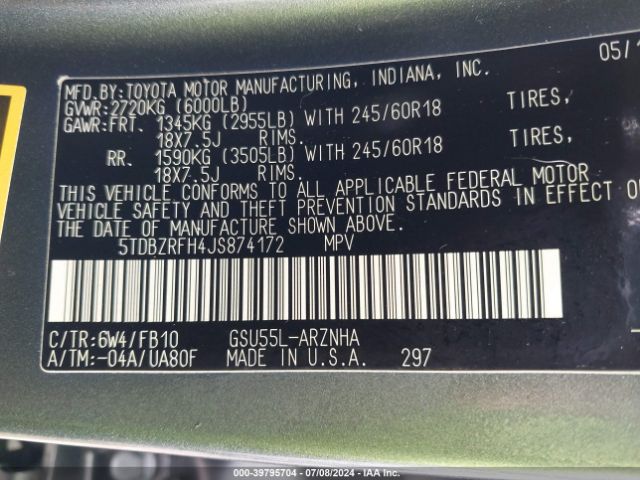 05/1
MFD.BY:TOYOTA MOTOR MANUFACTURING, INDIANA, INC.
GVWR:2720KG (6000LB)
GAWR:FRT. 1345KG (2955LB) WITH 245/60R18 TIRES,
18X7.5J RIMS.
RR. 1590KG (3505LB) WITH 245/60R18 TIRES,
18X7.5J RIMS.
THIS VEHICLE CONFORMS TO ALL APPLICABLE FEDERAL MOTOR
VEHICLE SAFETY AND THEFT PREVENTION STANDARDS IN EFFECT O
THE DATE OF MANUFACTURE SHOWN ABOVE.
5TDBZRFH4JS874172 MPV
C/TR:6W4/FB10 GSU55L-ARZNHA
A/TM:-04A/UA80F MADE IN U.S.A. 297
000-39795704 - 07/08/2024 - IAA Inc.